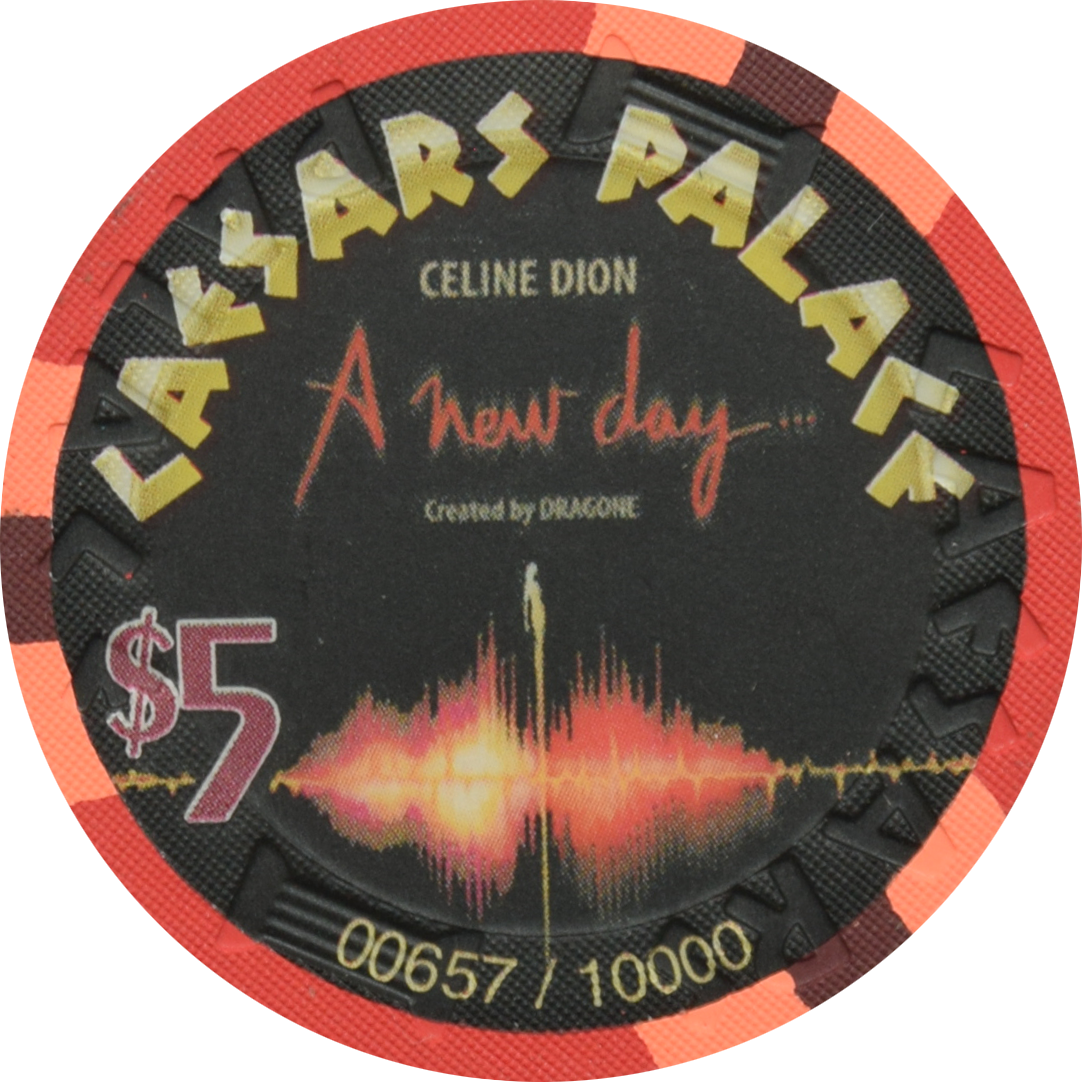 CAESARS PALACE
CELINE DION
A new day...
Created by DRAGONE
$5
00657 / 10000